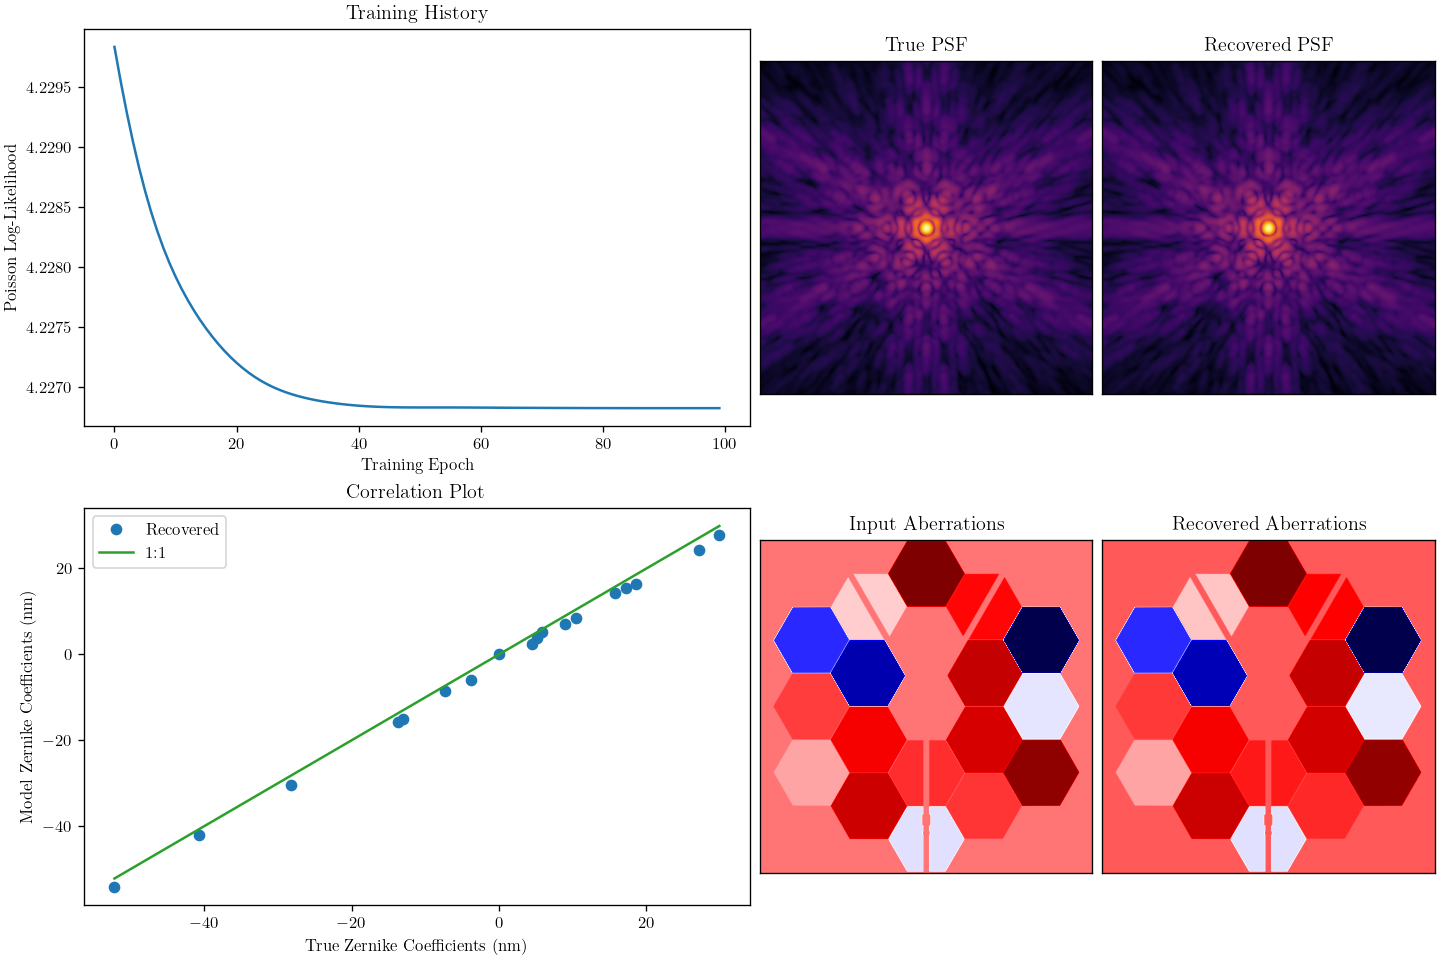 Training History
True PSF
Recovered PSF
Poisson Log-Likelihood
4.2295
4.2290
4.2285
4.2280
4.2275
4.2270
0
20
40
60
80
100
Training Epoch
Correlation Plot
Input Aberrations
Recovered Aberrations
Recovered
1:1
Model Zernike Coefficients (nm)
20
0
−20
−40
−40
−20
0
20
True Zernike Coefficients (nm)